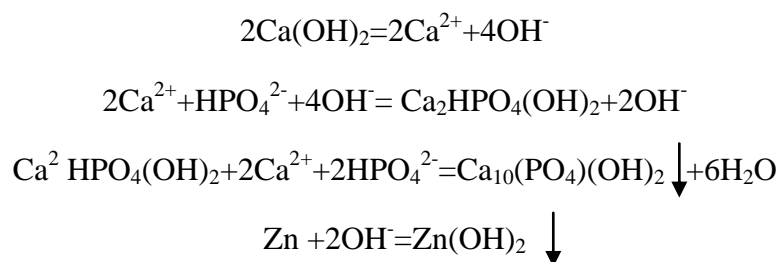 2Ca(OH)₂=2Ca²⁺+4OH⁻
2Ca²⁺+HPO₄²⁻+4OH⁻= Ca₂HPO₄(OH)₂+2OH⁻
Ca² HPO₄(OH)₂+2Ca²⁺+2HPO₄²⁻=Ca₁₀(PO₄)(OH)₂ ↓+6H₂O
Zn +2OH⁻=Zn(OH)₂ ↓